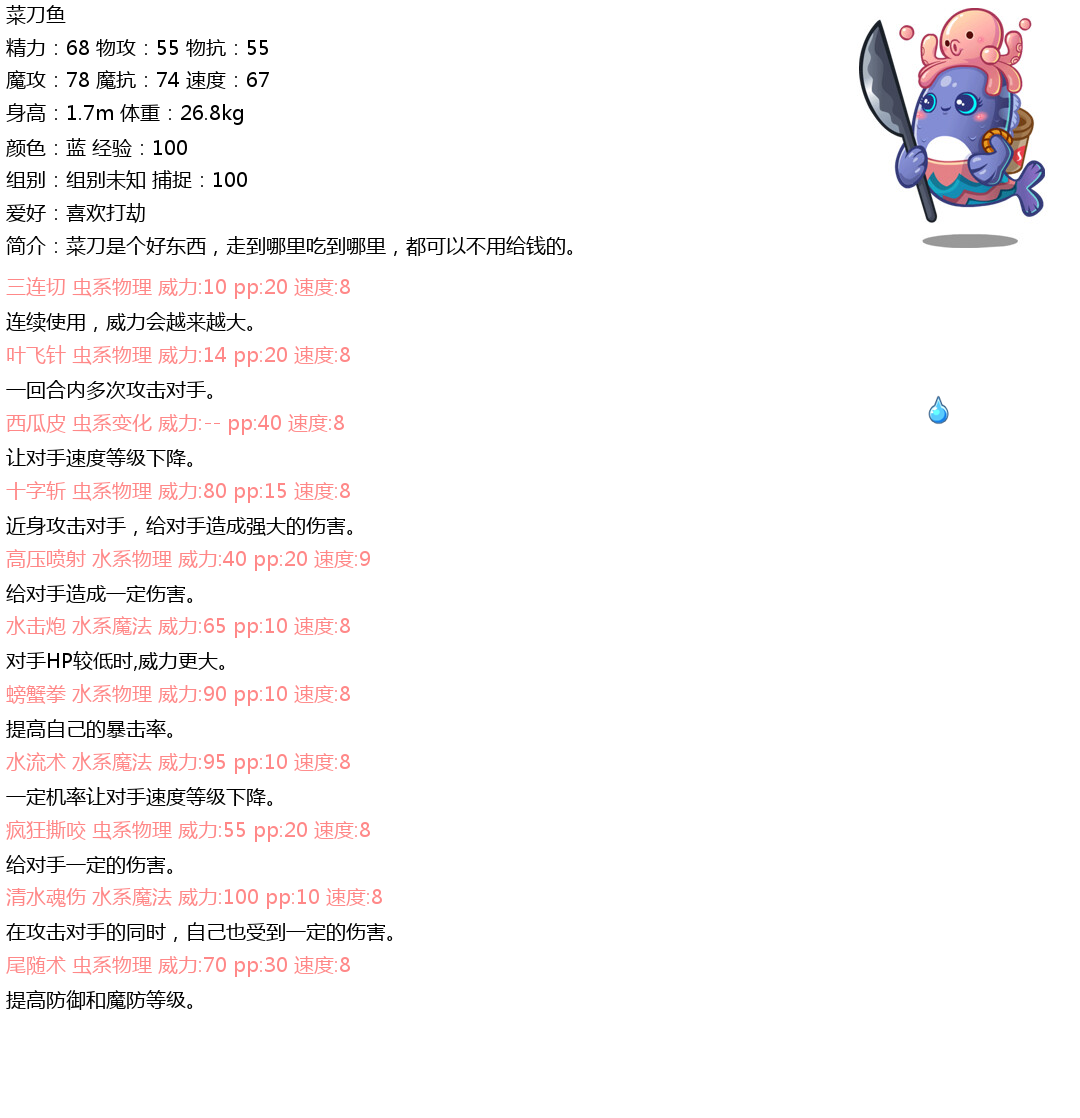 菜刀鱼
精力：68 物攻：55 物抗：55
魔攻：78 魔抗：74 速度：67
身高：1.7m 体重：26.8kg
颜色：蓝 经验：100
组别：组别未知 捕捉：100
爱好：喜欢打劫
简介：菜刀是个好东西，走到哪里吃到哪里，都可以不用给钱的。
三连切 虫系物理 威力:10 pp:20 速度:8
连续使用，威力会越来越大。
叶飞针 虫系物理 威力:14 pp:20 速度:8
一回合内多次攻击对手。
西瓜皮 虫系变化 威力:-- pp:40 速度:8
让对手速度等级下降。
十字斩 虫系物理 威力:80 pp:15 速度:8
近身攻击对手，给对手造成强大的伤害。
高压喷射 水系物理 威力:40 pp:20 速度:9
给对手造成一定伤害。
水击炮 水系魔法 威力:65 pp:10 速度:8
对手HP较低时,威力更大。
螃蟹拳 水系物理 威力:90 pp:10 速度:8
提高自己的暴击率。
水流术 水系魔法 威力:95 pp:10 速度:8
一定机率让对手速度等级下降。
疯狂撕咬 虫系物理 威力:55 pp:20 速度:8
给对手一定的伤害。
清水魂伤 水系魔法 威力:100 pp:10 速度:8
在攻击对手的同时，自己也受到一定的伤害。
尾随术 虫系物理 威力:70 pp:30 速度:8
提高防御和魔防等级。